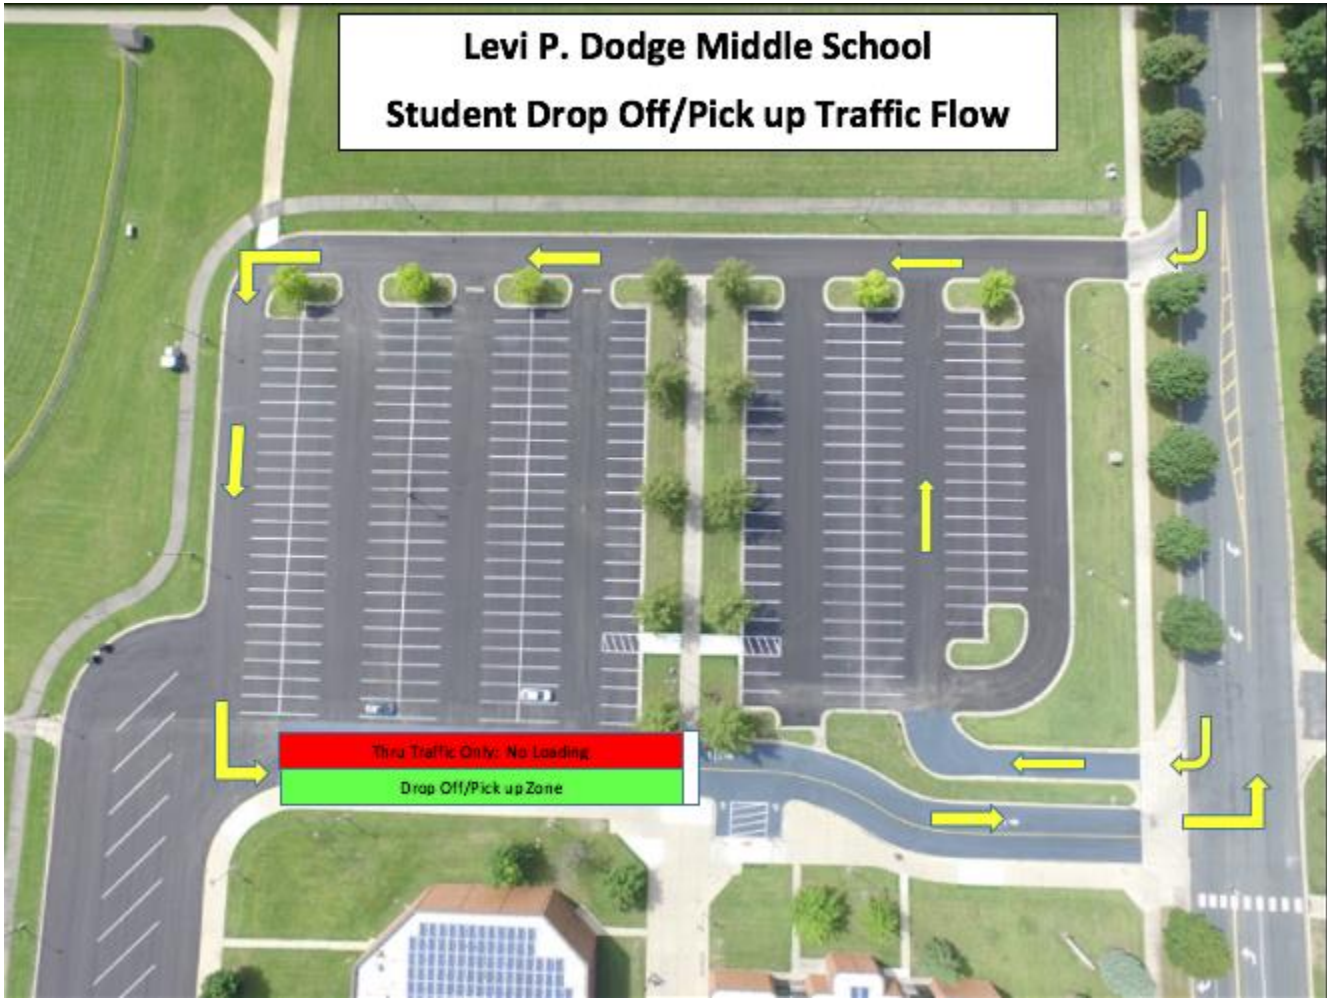 Levi P. Dodge Middle School
Student Drop Off/Pick up Traffic Flow
Thru Traffic Only: No Loading
Drop Off/Pick up Zone